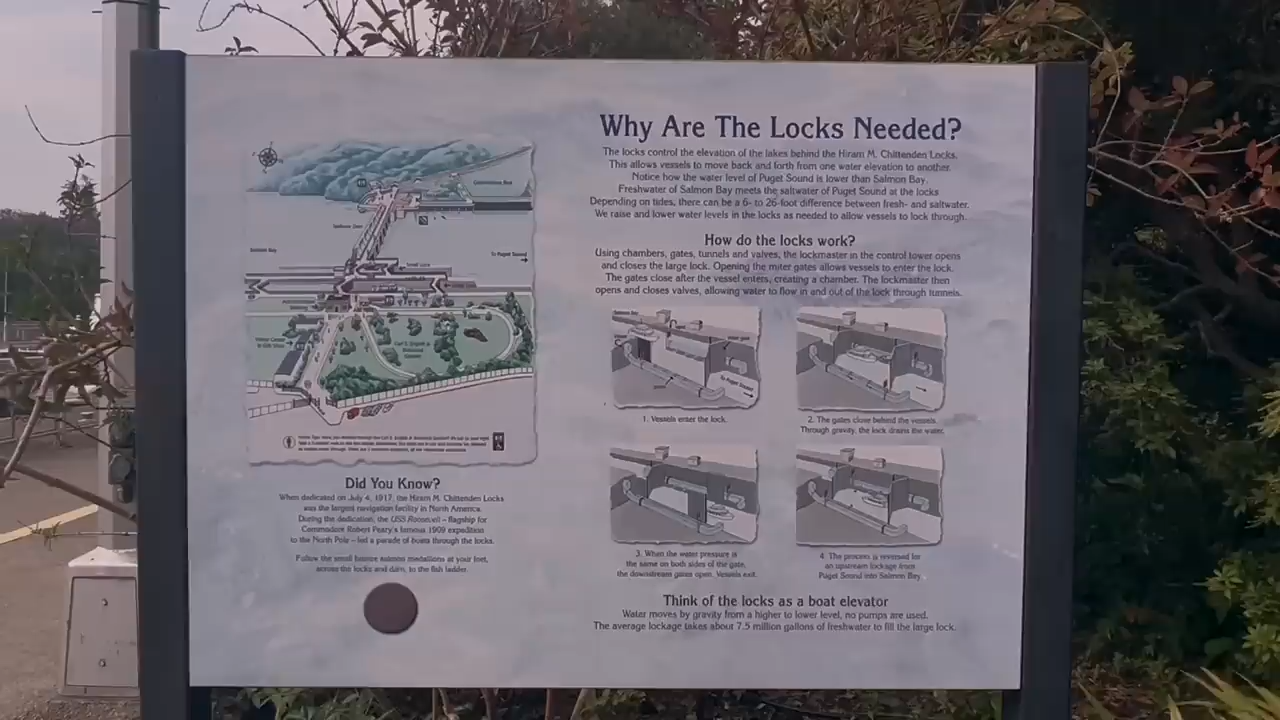 Why Are The Locks Needed?
The locks control the elevation of the lakes behind the Hiram M. Chittenden Locks.
This allows vessels to move back and forth from one water elevation to another.
Notice how the water level of Puget Sound is lower than Salmon Bay.
Freshwater of Salmon Bay meets the saltwater of Puget Sound at the locks
Depending on tides, there can be a 6- to 26-foot difference between fresh- and saltwater.
We raise and lower water levels in the locks as needed to allow vessels to lock through.
How do the locks work?
Using chambers, gates, tunnels and valves, the lockmaster in the control tower opens
and closes the large lock. Opening the miter gates allows vessels to enter the lock.
The gates close after the vessel enters, creating a chamber. The lockmaster then
opens and closes valves, allowing water to flow in and out of the lock through tunnels.
To Puget Sound
1. Vessels enter the lock.
2. The gates close behind the vessels.
Through gravity, the lock drains the water.
3. When the water pressure is
the same on both sides of the gate,
the downstream gates open. Vessels exit.
4. The process is reversed for
an upstream lockage from
Puget Sound into Salmon Bay.
Think of the locks as a boat elevator
Water moves by gravity from a higher to lower level, no pumps are used.
The average lockage takes about 7.5 million gallons of freshwater to fill the large lock.
Spillway Dam
Salmon Bay
To Puget Sound
Small Lock
Did You Know?
When dedicated on July 4, 1917, the Hiram M. Chittenden Locks
was the largest navigation facility in North America.
During the dedication, the USS Roosevelt – flagship for
Commodore Robert Peary's famous 1909 expedition
to the North Pole – led a parade of boats through the locks.
Follow the small bronze salmon medallions at your feet,
across the locks and dam, to the fish ladder.